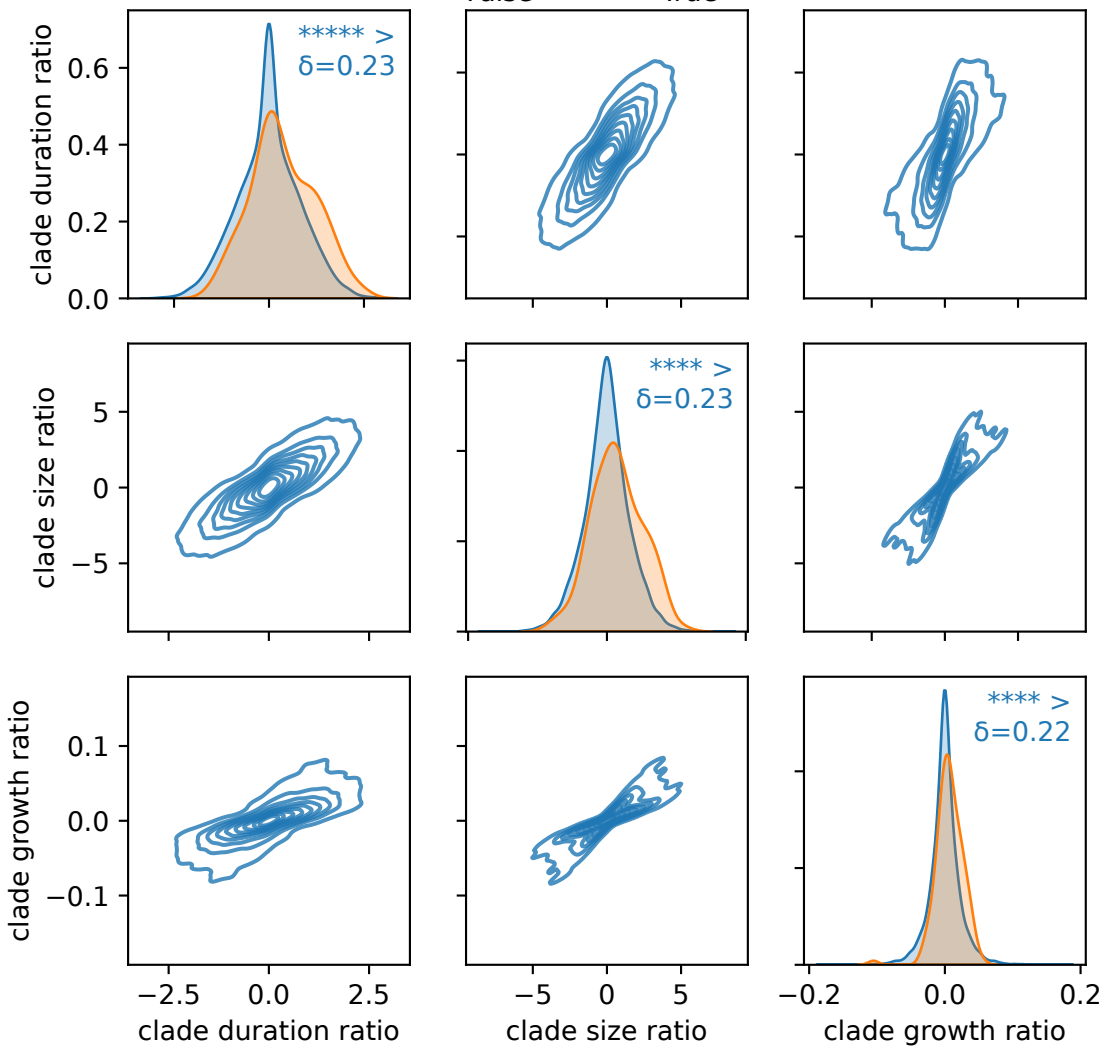 ***** >
δ=0.23
clade duration ratio
0.6
0.4
0.2
0.0
**** >
δ=0.23
clade size ratio
5
0
−5
**** >
δ=0.22
clade growth ratio
0.1
0.0
−0.1
−2.5 0.0 2.5
−5 0 5
−0.2 0.0 0.2
clade duration ratio
clade size ratio
clade growth ratio